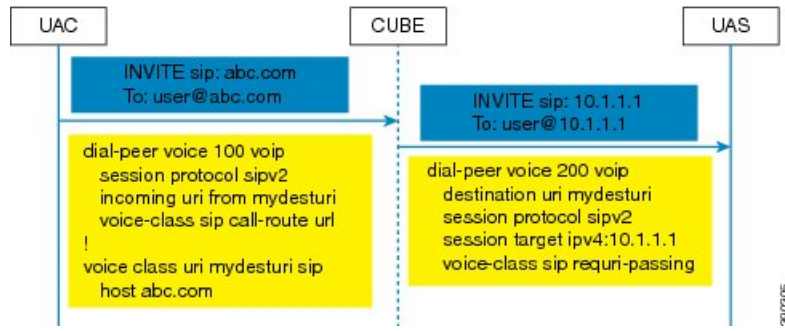 UAC
CUBE
UAS
INVITE sip: abc.com
To: user@abc.com
INVITE sip: 10.1.1.1
To: user@10.1.1.1
dial-peer voice 100 voip
session protocol sipv2
incoming uri from mydesturi
voice-class sip call-route url
!
voice class uri mydesturi sip
host abc.com
dial-peer voice 200 voip
destination uri mydesturi
session protocol sipv2
session target ipv4:10.1.1.1
voice-class sip requri-passing